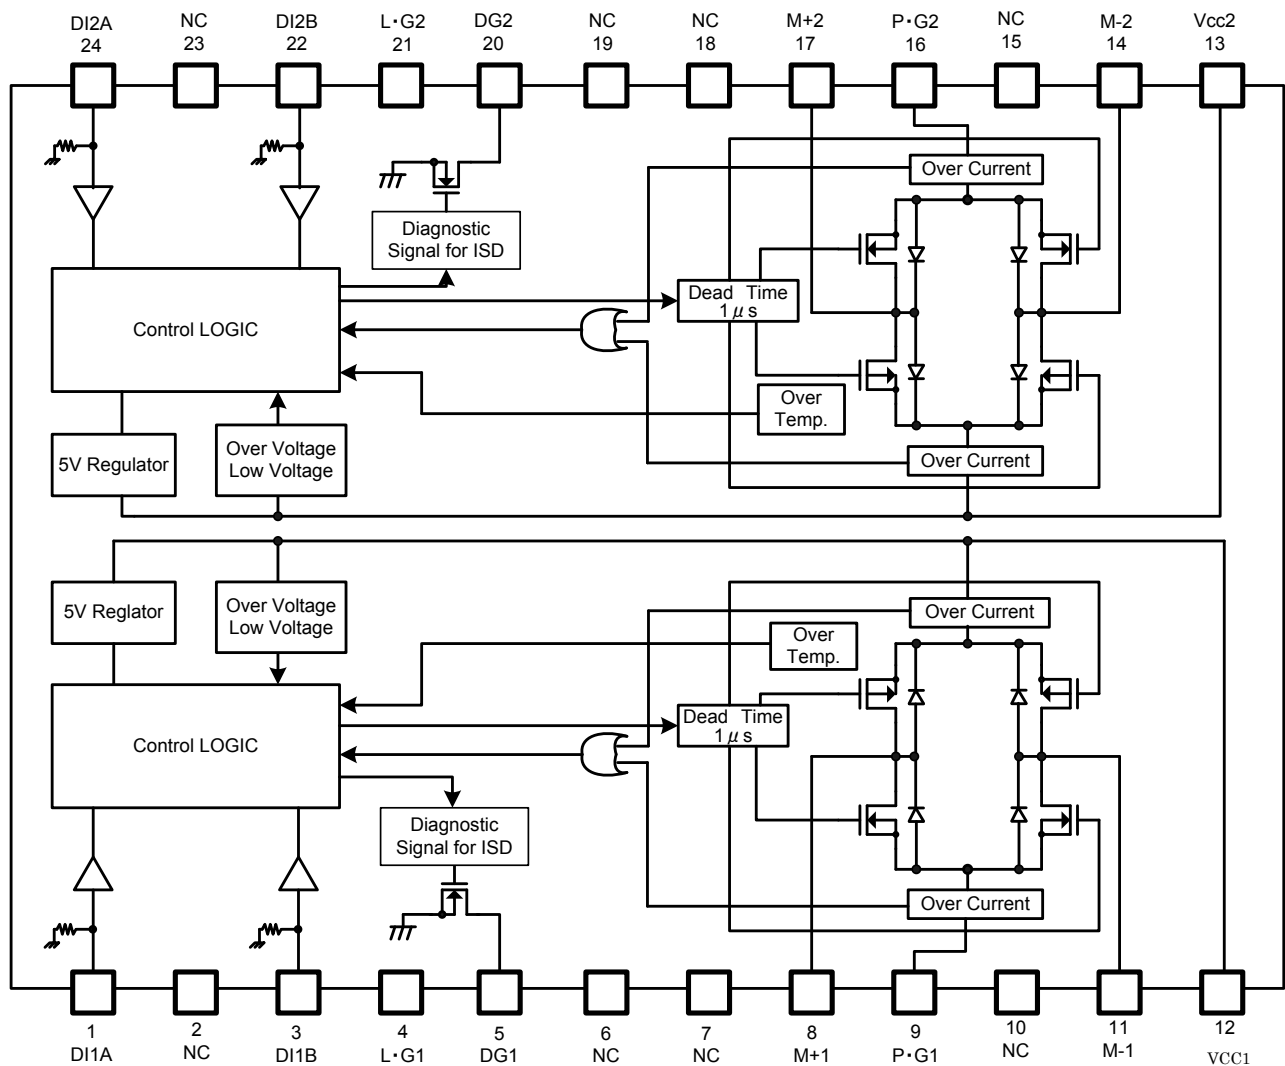 DI2A NC DI2B L·G2 DG2 NC NC M+2 P·G2 NC M-2 Vcc2
24 23 22 21 20 19 18 17 16 15 14 13
Over Current
Diagnostic
Signal for ISD
Dead Time
1μs
Control LOGIC
Over
Temp.
5V Regulator
Over Voltage
Low Voltage
Over Current
5V Reglator
Over Voltage
Low Voltage
Over Current
Over
Temp.
Dead Time
1μs
Control LOGIC
Diagnostic
Signal for ISD
Over Current
1 2 3 4 5 6 7 8 9 10 11 12
DI1A NC DI1B L·G1 DG1 NC NC M+1 P·G1 NC M-1 VCC1